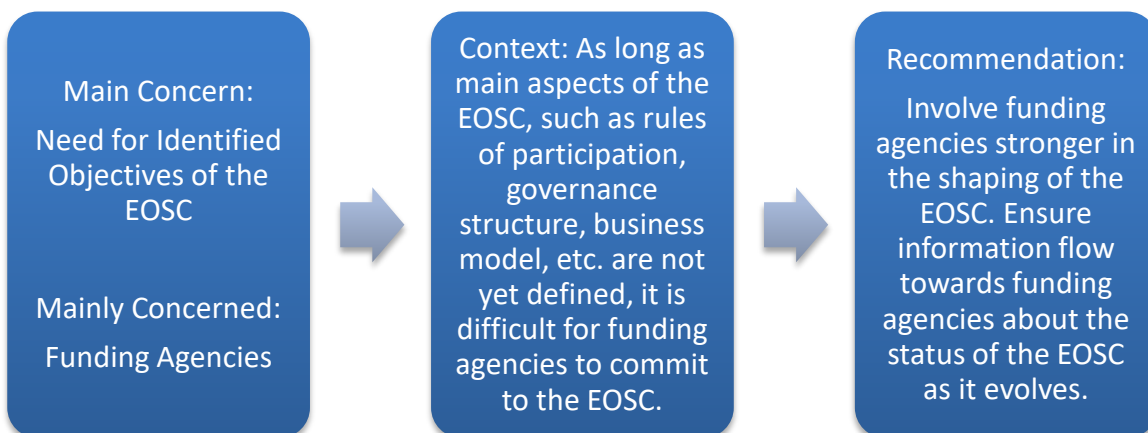 Main Concern:
Need for Identified
Objectives of the
EOSC
Mainly Concerned:
Funding Agencies
Context: As long as
main aspects of the
EOSC, such as rules
of participation,
governance
structure, business
model, etc. are not
yet defined, it is
difficult for funding
agencies to commit
to the EOSC.
Recommendation:
Involve funding
agencies stronger in
the shaping of the
EOSC. Ensure
information flow
towards funding
agencies about the
status of the EOSC
as it evolves.